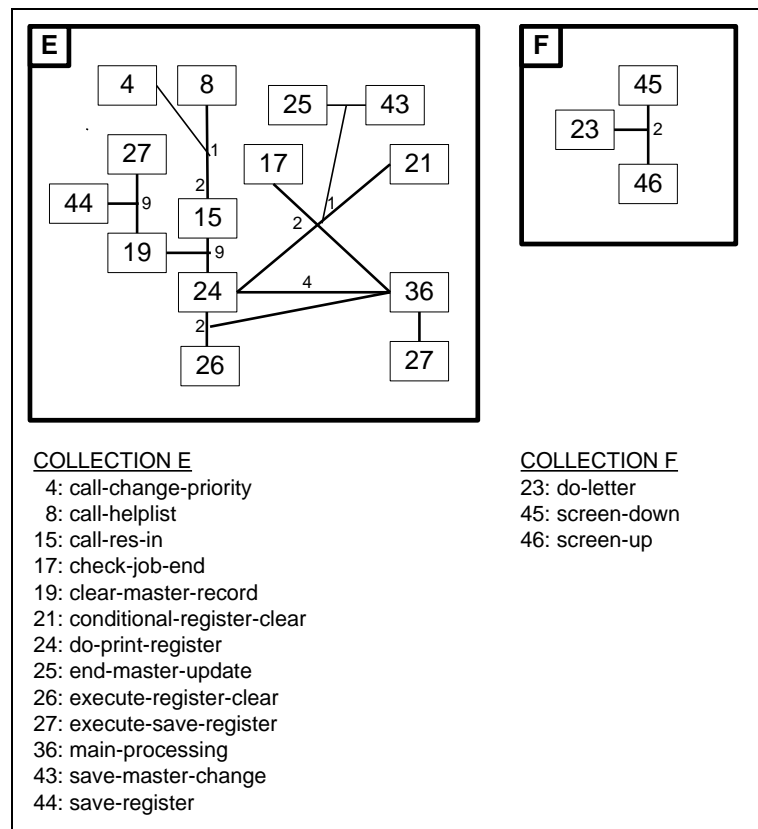 E
F
4
8
25
43
45
23
2
46
27
1
17
21
44
9
2
15
2
1
19
9
24
4
36
2
26
27
COLLECTION E
4: call-change-priority
8: call-helplist
15: call-res-in
17: check-job-end
19: clear-master-record
21: conditional-register-clear
24: do-print-register
25: end-master-update
26: execute-register-clear
27: execute-save-register
36: main-processing
43: save-master-change
44: save-register
COLLECTION F
23: do-letter
45: screen-down
46: screen-up